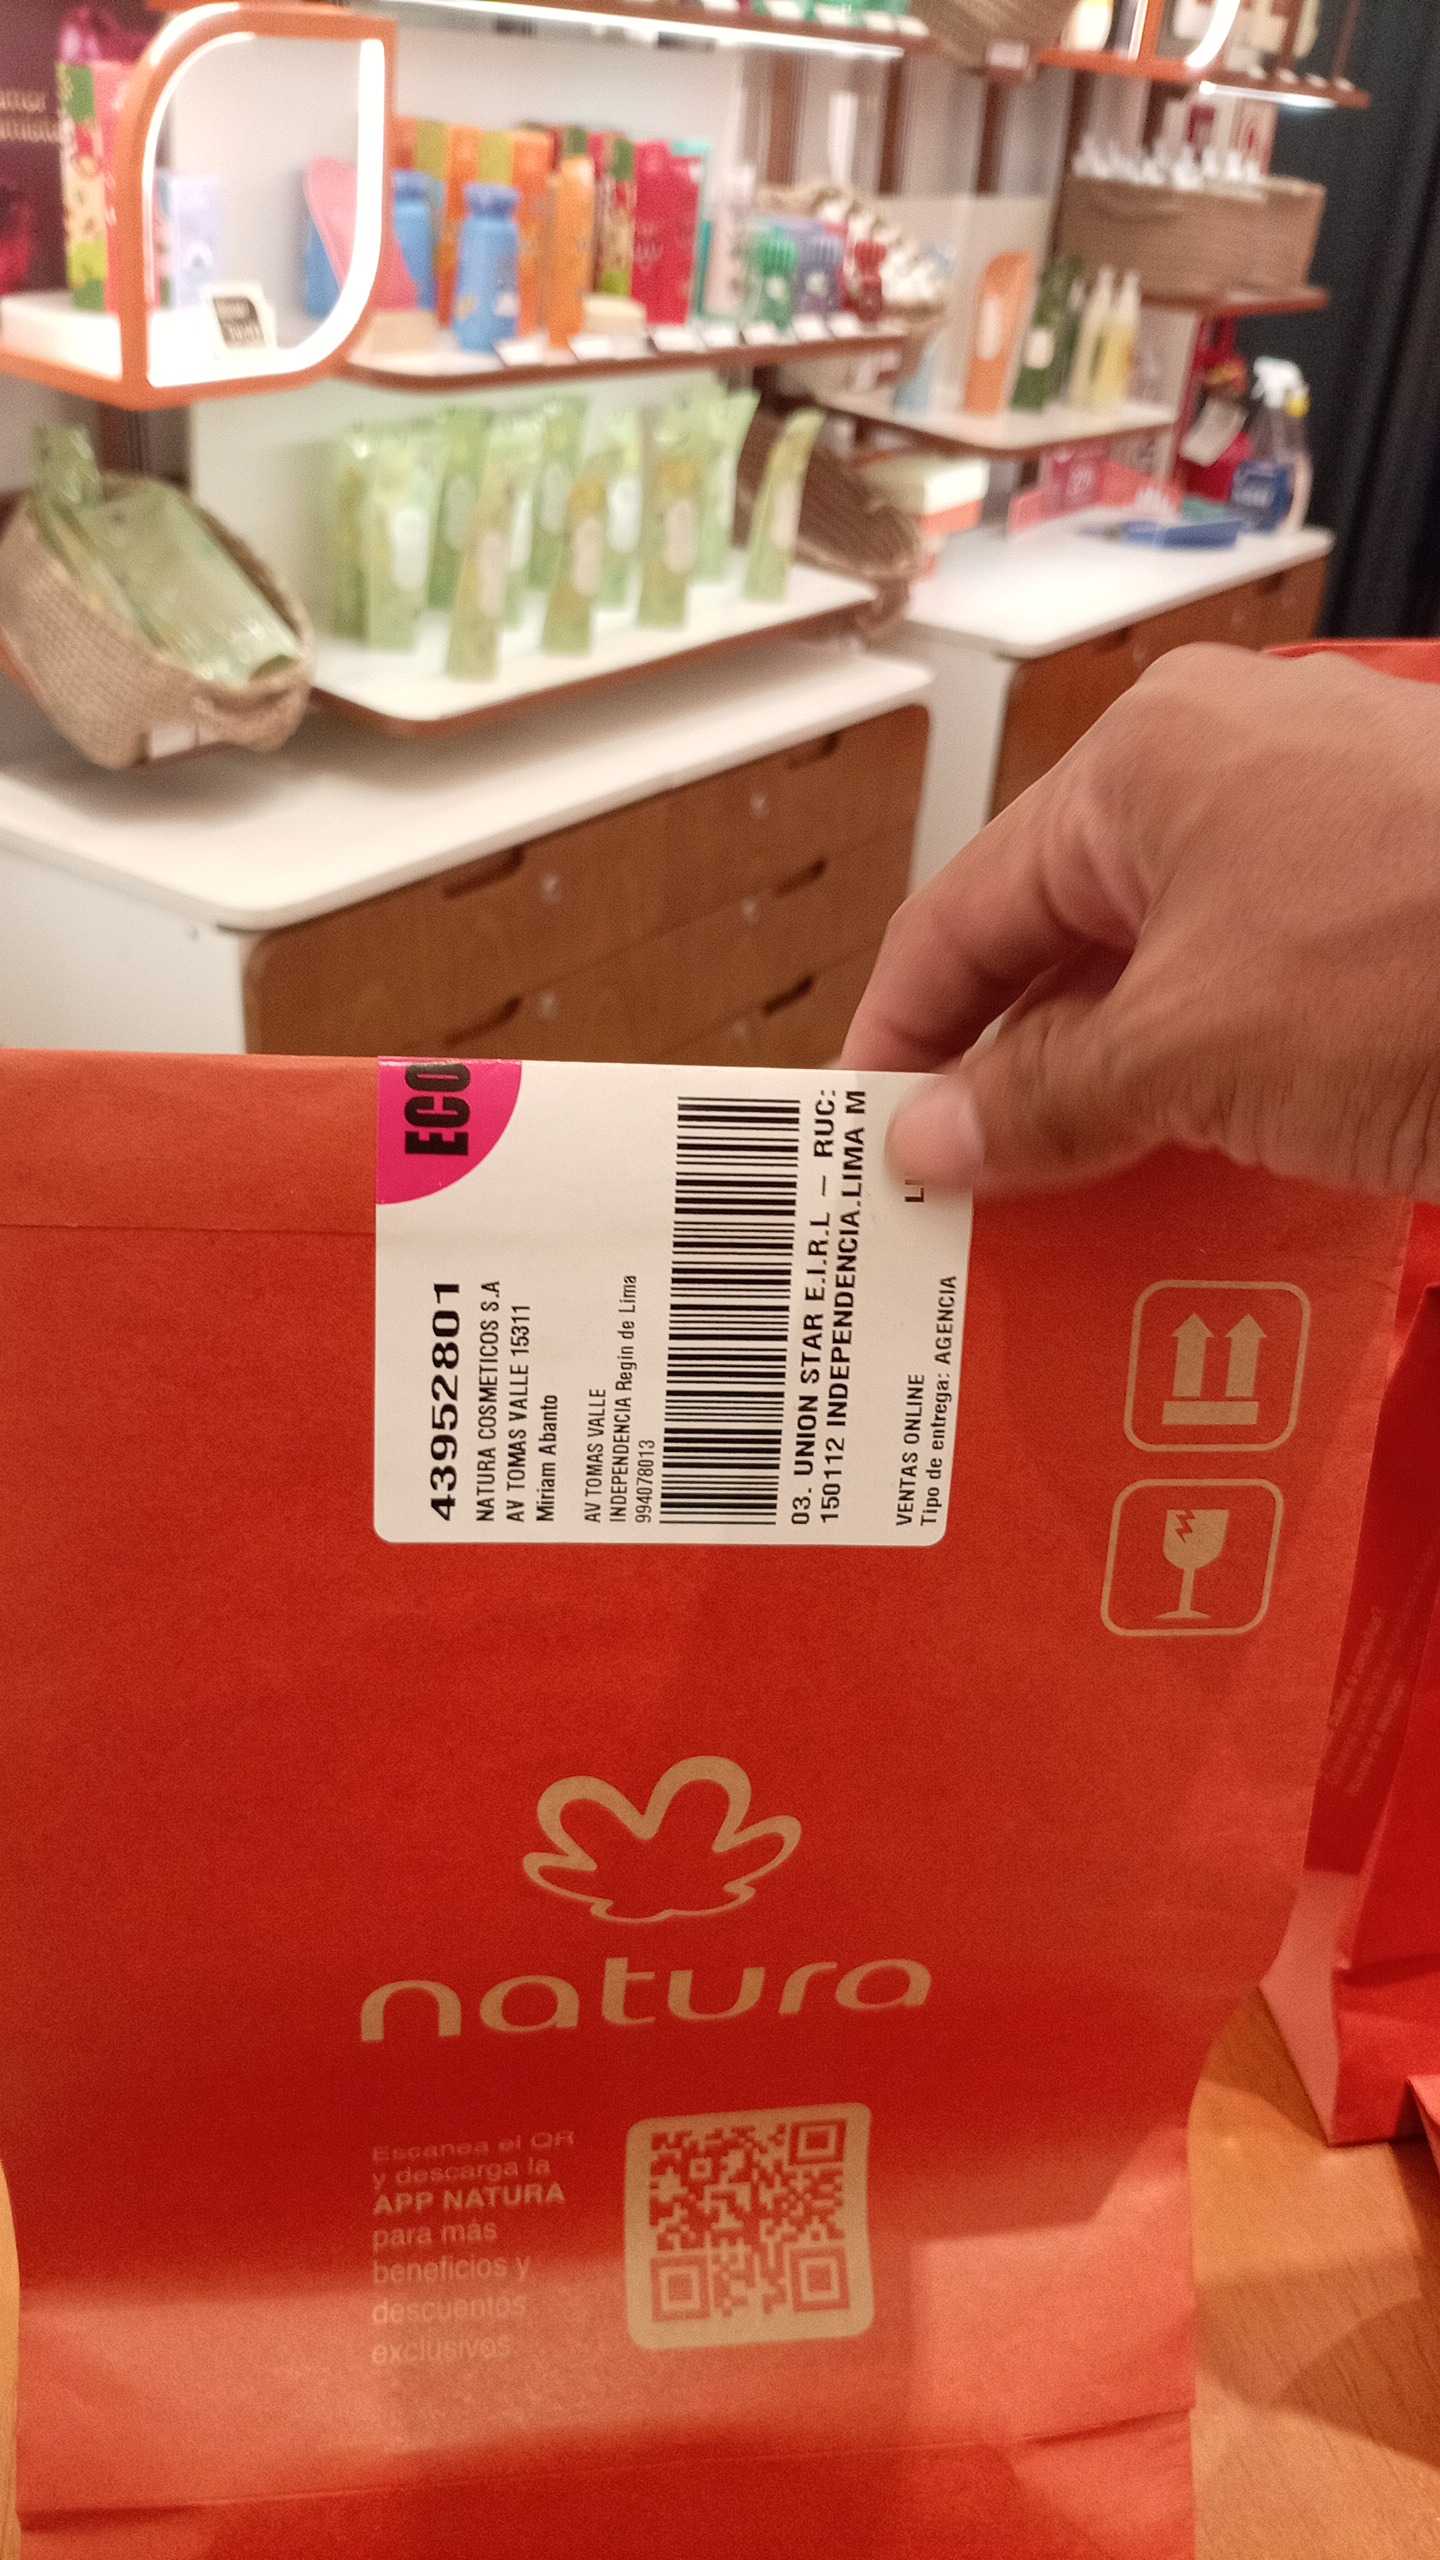 ECO
43952801
NATURA COSMETICOS S.A
AV TOMAS VALLE 15311
Miriam Abanto
AV TOMAS VALLE
INDEPENDENCIA Regin de Lima
994078013
03. UNION STAR E.I.R.L – RUC:
150112 INDEPENDENCIA.LIMA M
VENTAS ONLINE
Tipo de entrega: AGENCIA
natura
Escanea el QR
y descarga la
APP NATURA
para más
beneficios y
descuentos
exclusivos